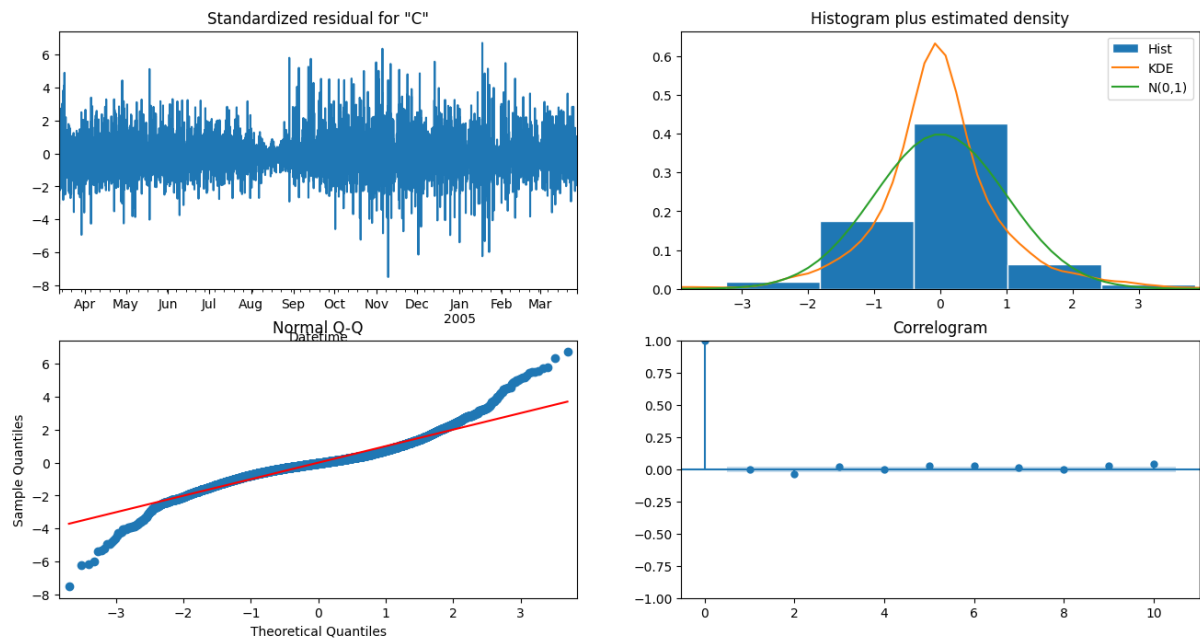 Standardized residual for "C"
6
4
2
0
−2
−4
−6
−8
Apr May Jun Jul Aug Sep Oct Nov Dec Jan Feb Mar
2005
Datetime
Histogram plus estimated density
Hist
KDE
N(0,1)
0.6
0.5
0.4
0.3
0.2
0.1
0.0
−3 −2 −1 0 1 2 3
Normal Q-Q
Sample Quantiles
6
4
2
0
−2
−4
−6
−8
−3 −2 −1 0 1 2 3
Theoretical Quantiles
Correlogram
1.00
0.75
0.50
0.25
0.00
−0.25
−0.50
−0.75
−1.00
0 2 4 6 8 10